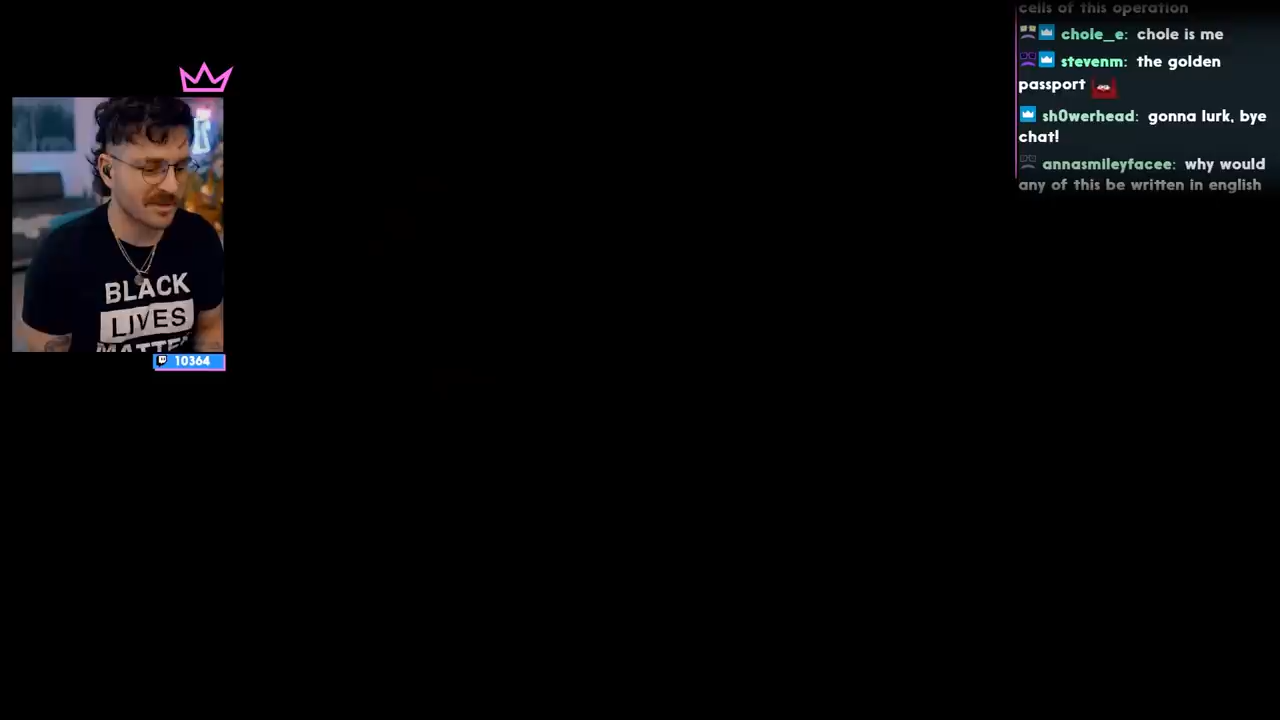 cells of this operation
chole_e: chole is me
stevenm: the golden
passport
sh0werhead: gonna lurk, bye
chat!
annasmileyfacee: why would
any of this be written in english
BLACK
LIVES
MATTER
10364